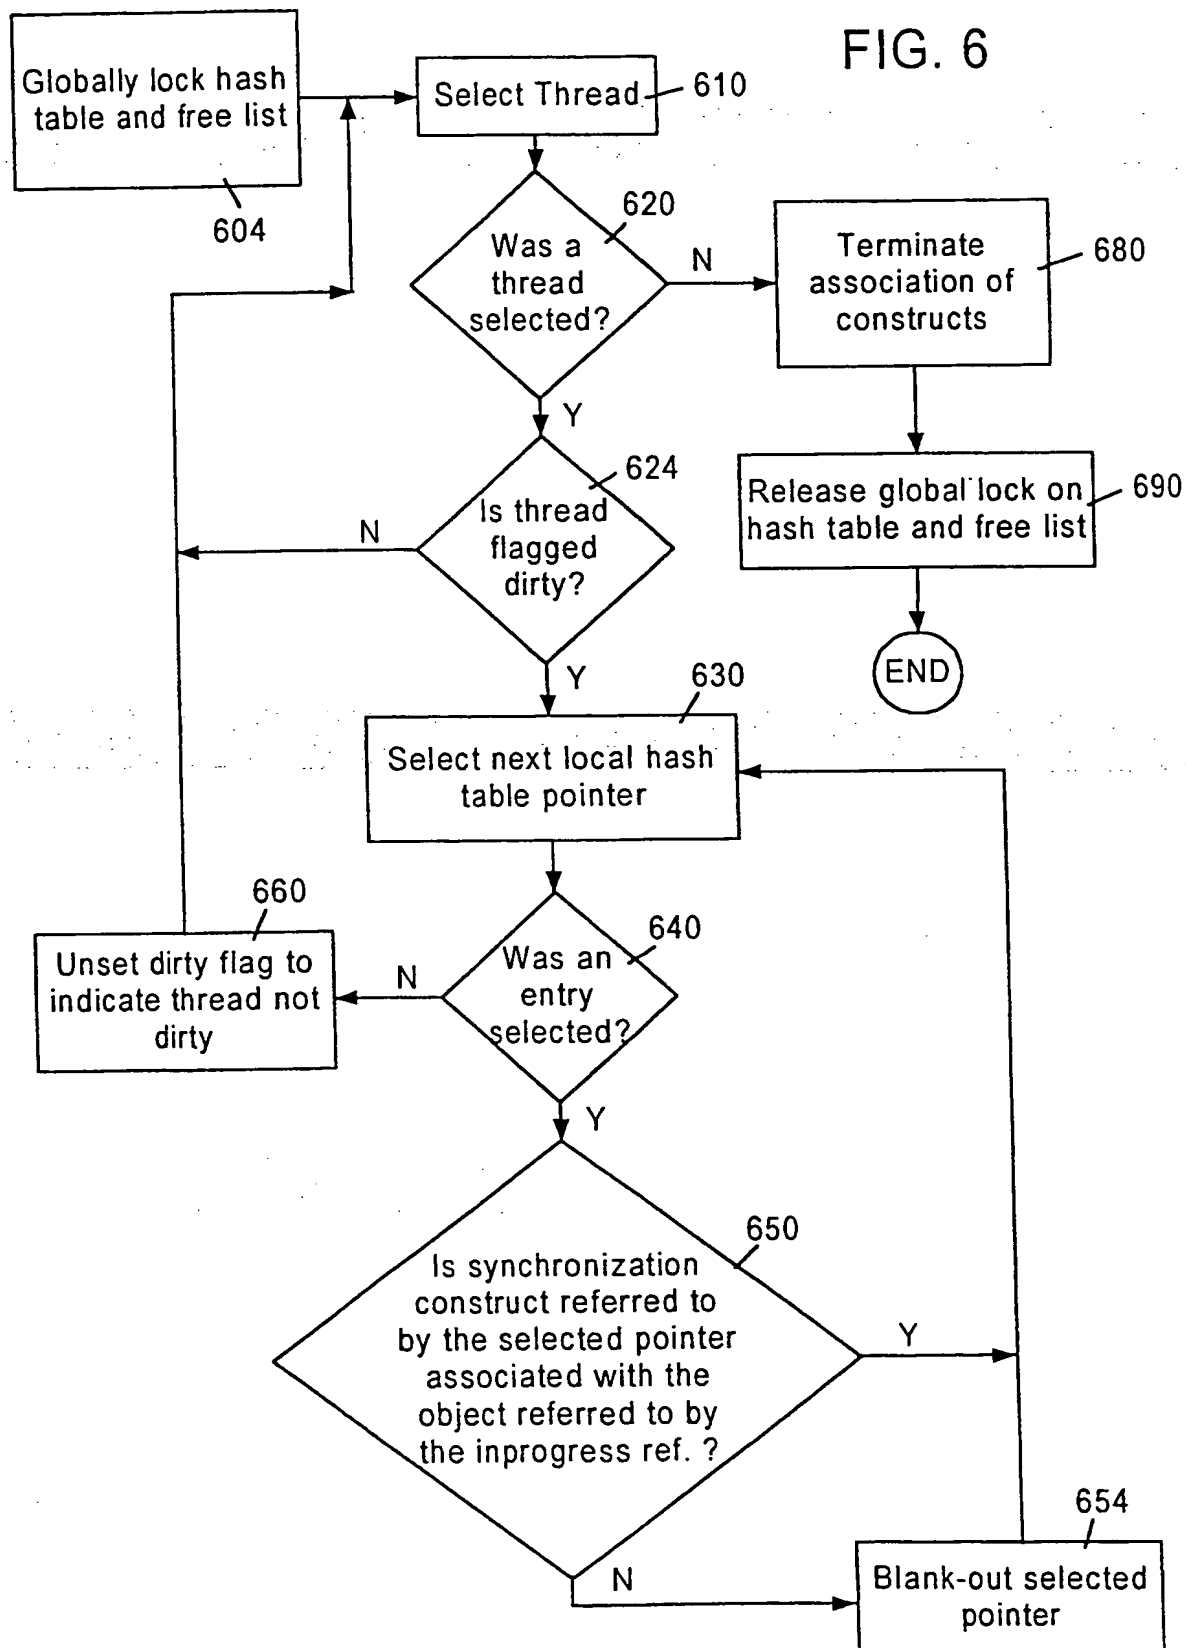 FIG. 6
Globally lock hash
table and free list
604
Select Thread
610
Was a
thread
selected?
620
N
Y
Terminate
association of
constructs
680
Release global lock on
hash table and free list
690
END
Is thread
flagged
dirty?
624
N
Y
Select next local hash
table pointer
630
Was an
entry
selected?
640
N
Y
Unset dirty flag to
indicate thread not
dirty
660
Is synchronization
construct referred to
by the selected pointer
associated with the
object referred to by
the inprogress ref. ?
650
Y
N
Blank-out selected
pointer
654